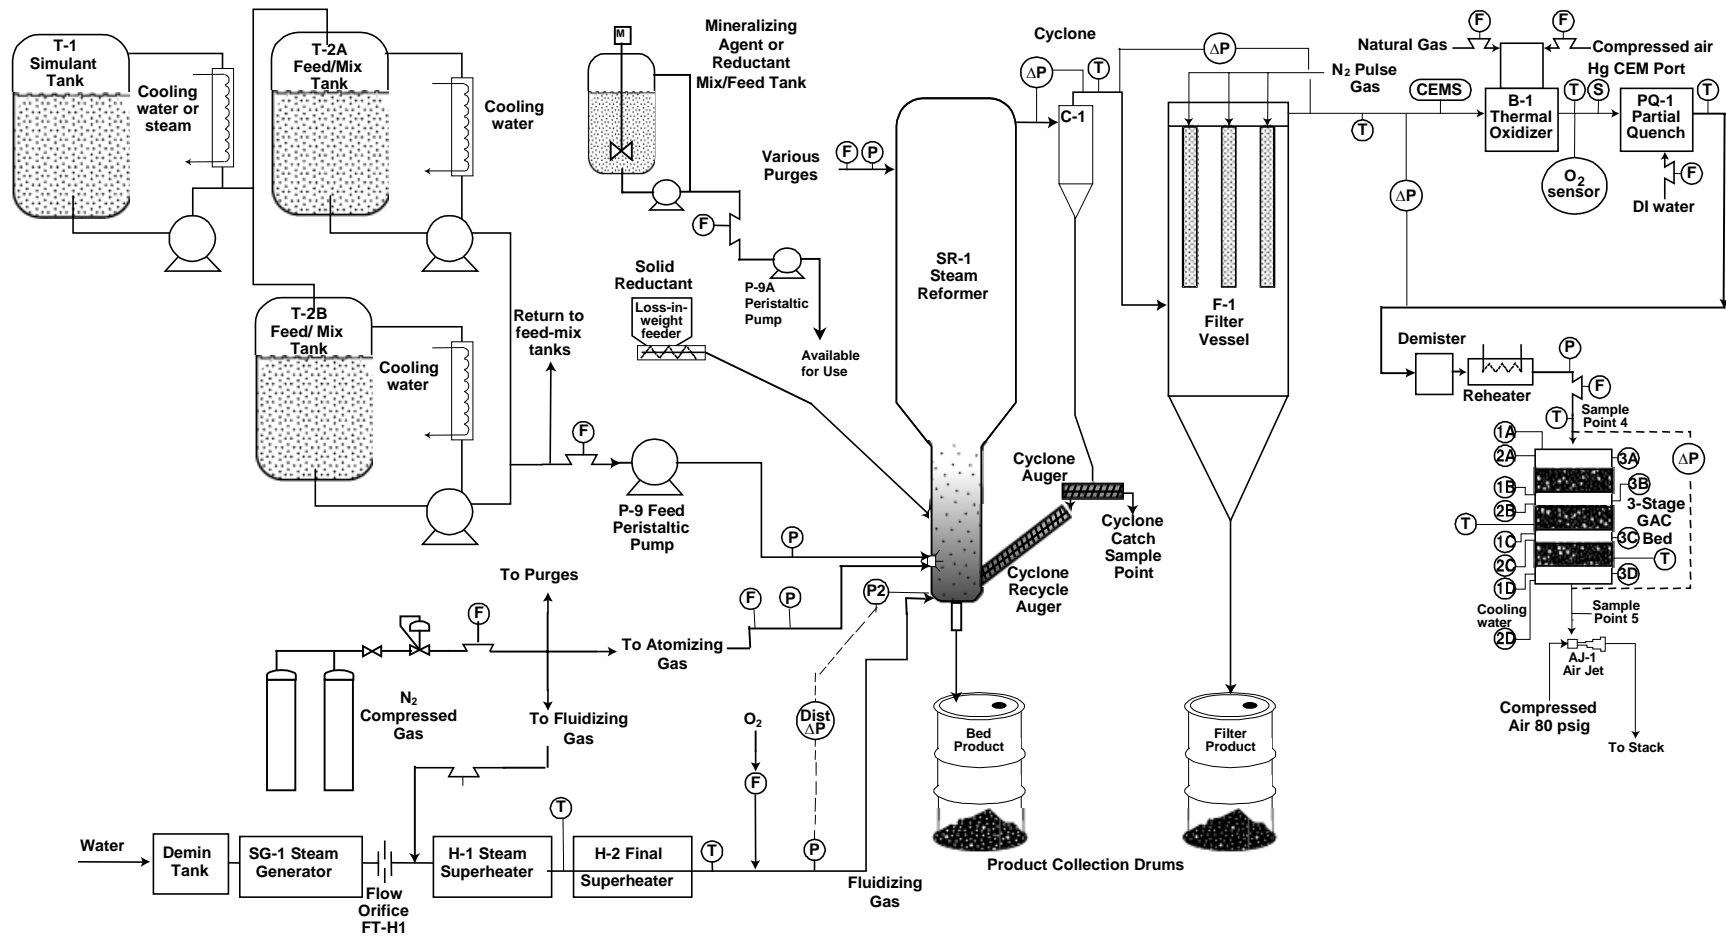 T-1
Simulant
Tank
Cooling
water or
steam
T-2A
Feed/Mix
Tank
Cooling
water
T-2B
Feed/ Mix
Tank
Cooling
water
Return to
feed-mix
tanks
F
P-9 Feed
Peristaltic
Pump
P
M
Mineralizing
Agent or
Reductant
Mix/Feed Tank
F
P-9A
Peristaltic
Pump
Available
for Use
Solid
Reductant
Loss-in-
weight
feeder
Various
Purges
F
P
SR-1
Steam
Reformer
Cyclone
ΔP
T
C-1
ΔP
N2 Pulse
Gas
F-1
Filter
Vessel
Cyclone
Auger
Cyclone
Catch
Sample
Point
Cyclone
Recycle
Auger
T
CEMS
ΔP
Natural Gas
F
F
Compressed air
Hg CEM Port
B-1
Thermal
Oxidizer
T
S
O2
sensor
PQ-1
Partial
Quench
T
F
DI water
Demister
Reheater
P
F
T
Sample
Point 4
ΔP
1A
2A
1B
2B
T
1C
2C
1D
Cooling
water
2D
3A
3B
3-Stage
GAC
Bed
3C
T
3D
Sample
Point 5
AJ-1
Air Jet
Compressed
Air 80 psig
To Stack
To Purges
F
N2
Compressed
Gas
To Atomizing
Gas
F
P
To Fluidizing
Gas
P2
Dist
ΔP
P
O2
F
Water
Demin
Tank
SG-1 Steam
Generator
Flow
Orifice
FT-H1
H-1 Steam
Superheater
T
H-2 Final
Superheater
T
Fluidizing
Gas
Bed
Product
Filter
Product
Product Collection Drums